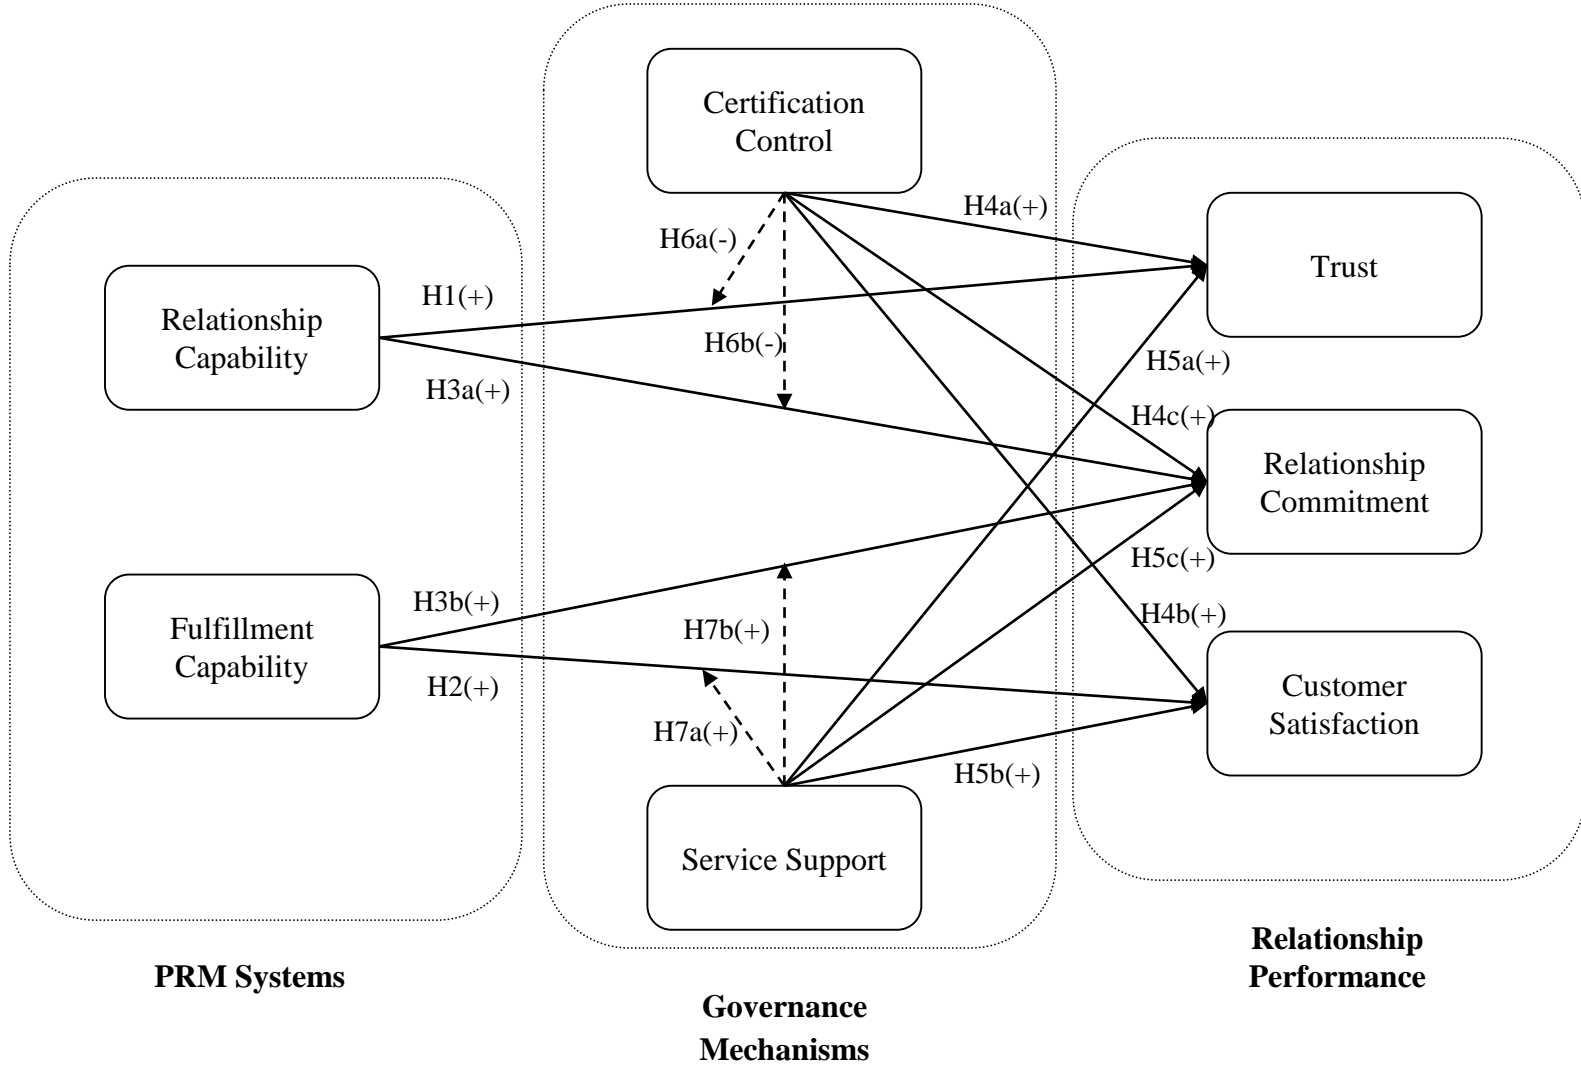 Certification
Control
H4a(+)
H6a(-)
Trust
H1(+)
Relationship
Capability
H6b(-)
H5a(+)
H3a(+)
H4c(+)
Relationship
Commitment
H5c(+)
H3b(+)
H4b(+)
Fulfillment
Capability
H7b(+)
H2(+)
Customer
Satisfaction
H7a(+)
H5b(+)
Service Support
Relationship
Performance
PRM Systems
Governance
Mechanisms